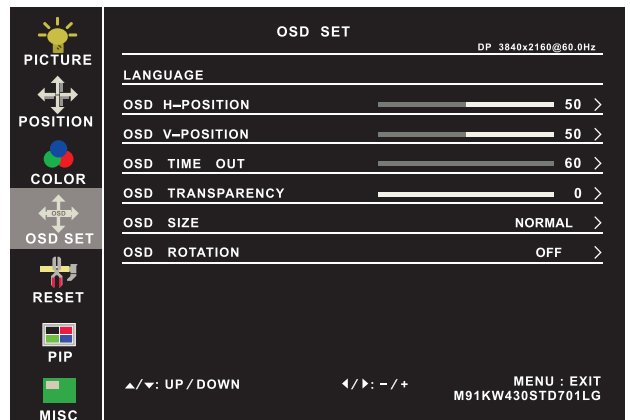 OSD SET
DP 3840x2160@60.0Hz
PICTURE
POSITION
COLOR
OSD
OSD SET
RESET
PIP
MISC
LANGUAGE
OSD H–POSITION 50 >
OSD V–POSITION 50 >
OSD TIME OUT 60 >
OSD TRANSPARENCY 0 >
OSD SIZE NORMAL >
OSD ROTATION OFF >
▲/▼: UP/DOWN ◀/▶: –/+ MENU : EXIT
M91KW430STD701LG